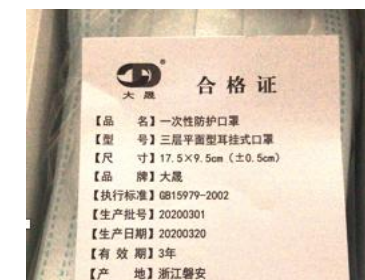 大晟
合格证
【品 名】一次性防护口罩
【型 号】三层平面型耳挂式口罩
【尺 寸】17.5×9.5cm（±0.5cm）
【品 牌】大晟
【执行标准】GB15979-2002
【生产批号】20200301
【生产日期】20200320
【有 效 期】3年
【产 地】浙江磐安